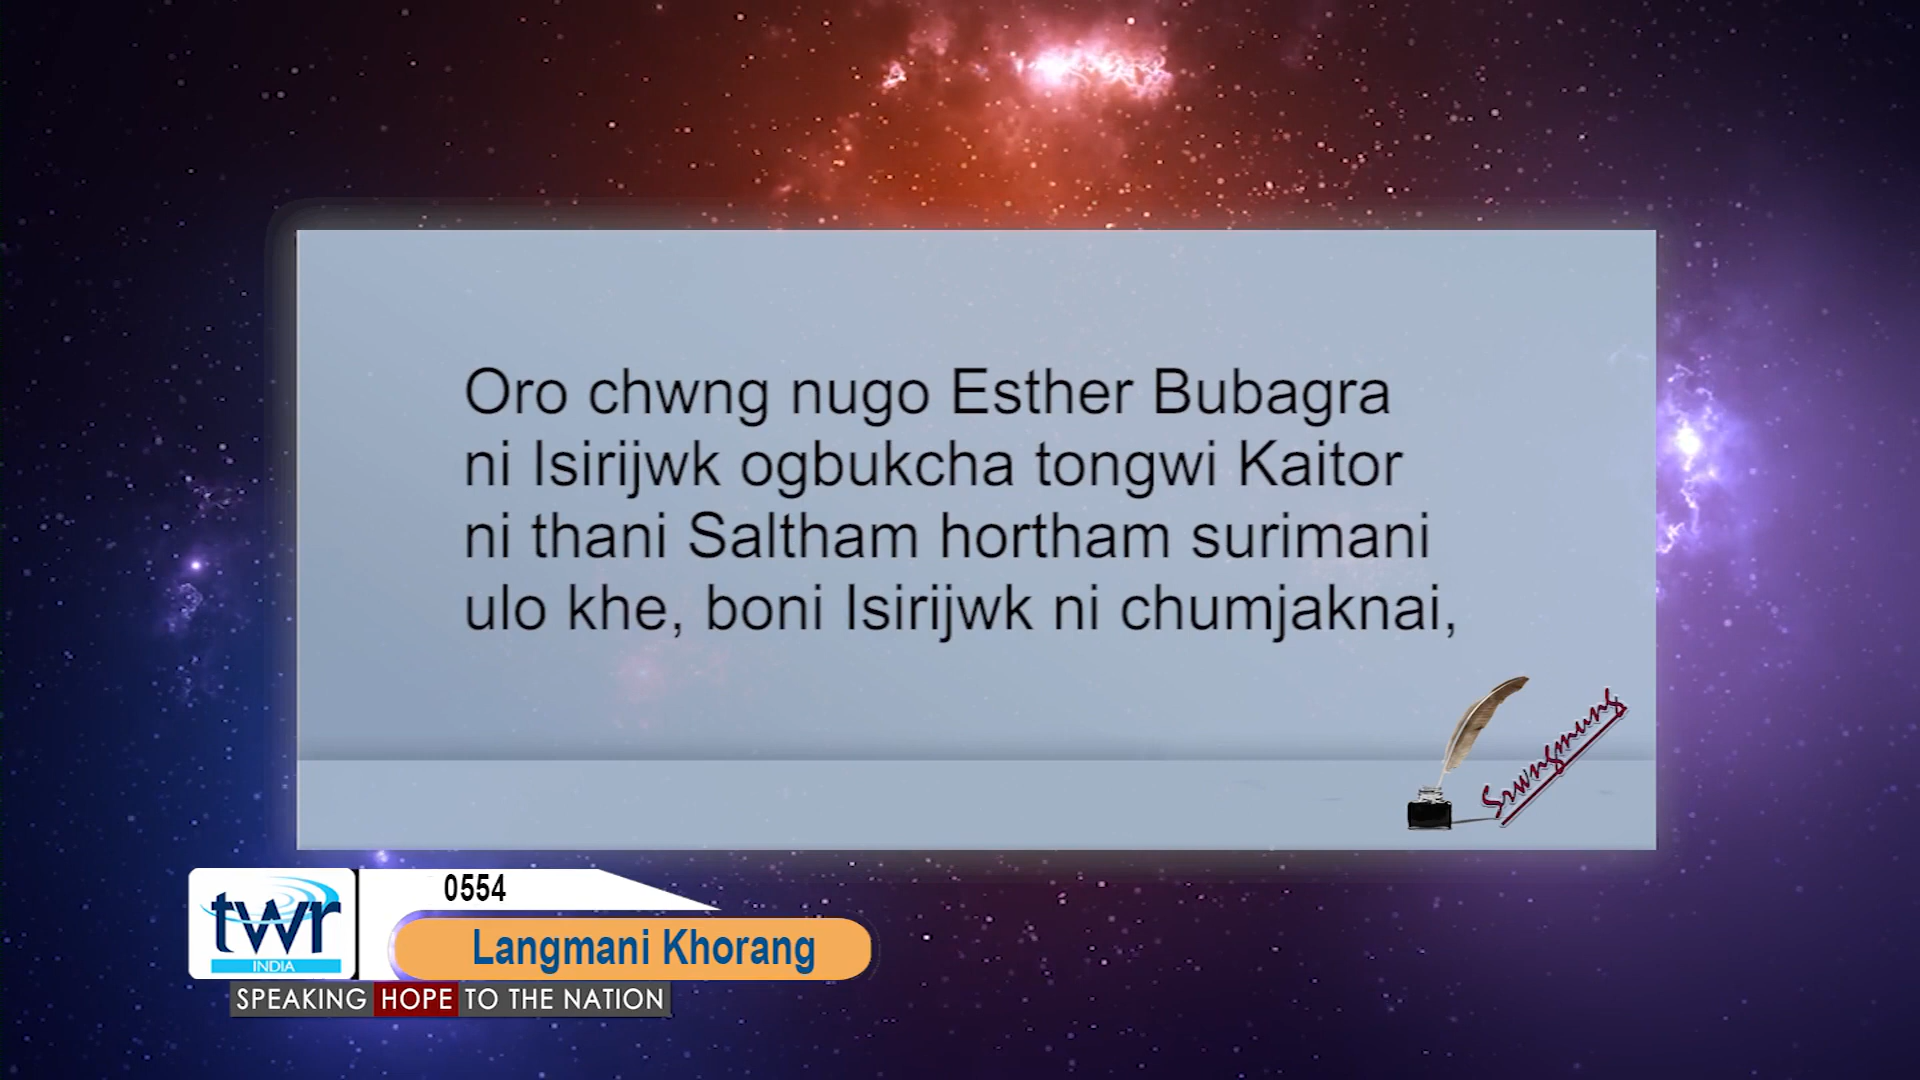 Oro chwng nugo Esther Bubagra
ni Isirijwk ogbukcha tongwi Kaitor
ni thani Saltham hortham surimani
ulo khe, boni Isirijwk ni chumjaknai,
Srwngmung
0554
twr
INDIA
Langmani Khorang
SPEAKING HOPE TO THE NATION